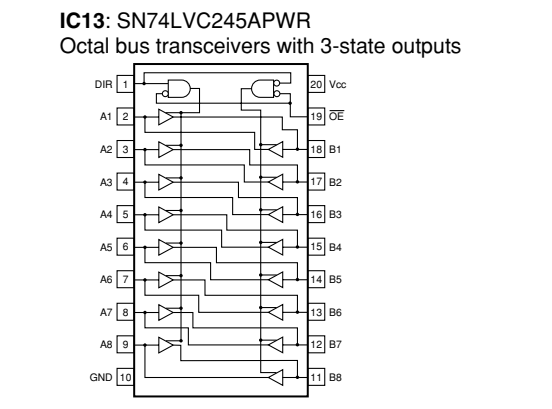 IC13: SN74LVC245APWR
Octal bus transceivers with 3-state outputs
DIR 1 20 Vcc
A1 2 19 OE
A2 3 18 B1
A3 4 17 B2
A4 5 16 B3
A5 6 15 B4
A6 7 14 B5
A7 8 13 B6
A8 9 12 B7
GND 10 11 B8